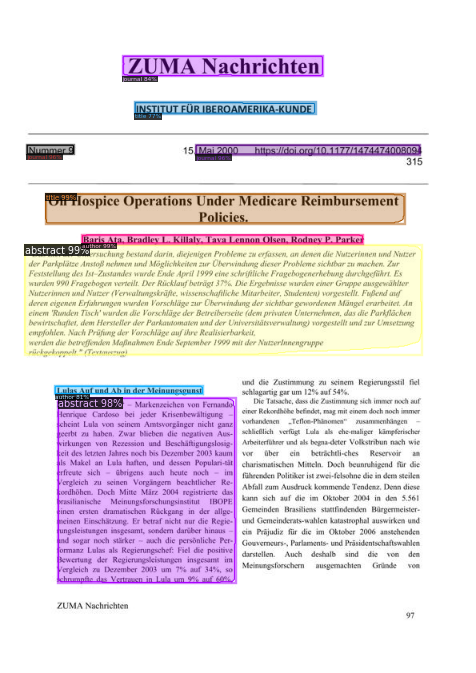 ZUMA Nachrichten
journal 84%
INSTITUT FÜR IBEROAMERIKA-KUNDE
title 77%
Nummer 9
15. Mai 2000 https://doi.org/10.1177/1474474008094
315
title 99%
On Hospice Operations Under Medicare Reimbursement
Policies.
Baris Ata, Bradley L. Killaly, Tava Lennon Olsen, Rodney P. Parker
abstract 99%
author 99%
ersuchung bestand darin, diejenigen Probleme zu erfassen, an denen die Nutzerinnen und Nutzer
der Parkplätze Anstoß nehmen und Möglichkeiten zur Überwindung dieser Probleme sichtbar zu machen. Zur
Feststellung des Ist-Zustandes wurde Ende April 1999 eine schriftliche Fragebogenerhebung durchgeführt. Es
wurden 990 Fragebogen verteilt. Der Rücklauf beträgt 37%. Die Ergebnisse wurden einer Gruppe ausgewählter
Nutzerinnen und Nutzer (Verwaltungskräfte, wissenschaftliche Mitarbeiter, Studenten) vorgestellt. Fußend auf
deren eigenen Erfahrungen wurden Vorschläge zur Überwindung der sichtbar gewordenen Mängel erarbeitet. An
einem 'Runden Tisch' wurden die Vorschläge der Betreiberseite (dem privaten Unternehmen, das die Parkflächen
bewirtschaftet, dem Hersteller der Parkautomaten und der Universitätsverwaltung) vorgestellt und zur Umsetzung
empfohlen. Nach Prüfung der Vorschläge auf ihre Realisierbarkeit,
werden die betreffenden Maßnahmen Ende September 1999 mit der NutzerInnengruppe
rückgekoppelt." (Textauszug)
Lulas Auf und Ab in der Meinungsgunst
author 81%
abstract 98%
– Markenzeichen von Fernando
Henrique Cardoso bei jeder Krisenbewältigung –
scheint Lula von seinem Amtsvorgänger nicht ganz
geerbt zu haben. Zwar blieben die negativen Aus-
wirkungen von Rezession und Beschäftigungslosig-
keit des letzten Jahres noch bis Dezember 2003 kaum
als Makel an Lula haften, und dessen Populari-tät
erfreute sich – übrigens auch heute noch – im
Vergleich zu seinen Vorgängern beachtlicher Re-
kordhöhen. Doch Mitte März 2004 registrierte das
brasilianische Meinungsforschungsinstitut IBOPE
einen ersten dramatischen Rückgang in der allge-
meinen Einschätzung. Er betraf nicht nur die Regie-
rungsleistungen insgesamt, sondern darüber hinaus –
und sogar noch stärker – auch die persönliche Per-
formanz Lulas als Regierungschef: Fiel die positive
Bewertung der Regierungsleistungen insgesamt im
Vergleich zu Dezember 2003 um 7% auf 34%, so
schrumpfte das Vertrauen in Lula um 9% auf 60%,
und die Zustimmung zu seinem Regierungsstil fiel
schlagartig gar um 12% auf 54%.
Die Tatsache, dass die Zustimmung sich immer noch auf
einer Rekordhöhe befindet, mag mit einem doch noch immer
vorhandenen „Teflon-Phänomen“ zusammenhängen –
schließlich verfügt Lula als ehe-maliger kämpferischer
Arbeiterführer und als begna-deter Volkstribun nach wie
vor über ein beträchtli-ches Reservoir an
charismatischen Mitteln. Doch beunruhigend für die
führenden Politiker ist zwei-felsohne die in dem steilen
Abfall zum Ausdruck kommende Tendenz. Denn diese
kann sich auf die im Oktober 2004 in den 5.561
Gemeinden Brasiliens stattfindenden Bürgermeister-
und Gemeinderats-wahlen katastrophal auswirken und
ein Präjudiz für die im Oktober 2006 anstehenden
Gouverneurs-, Parlaments- und Präsidentschaftswahlen
darstellen. Auch deshalb sind die von den
Meinungsforschern ausgemachten Gründe von
ZUMA Nachrichten
97